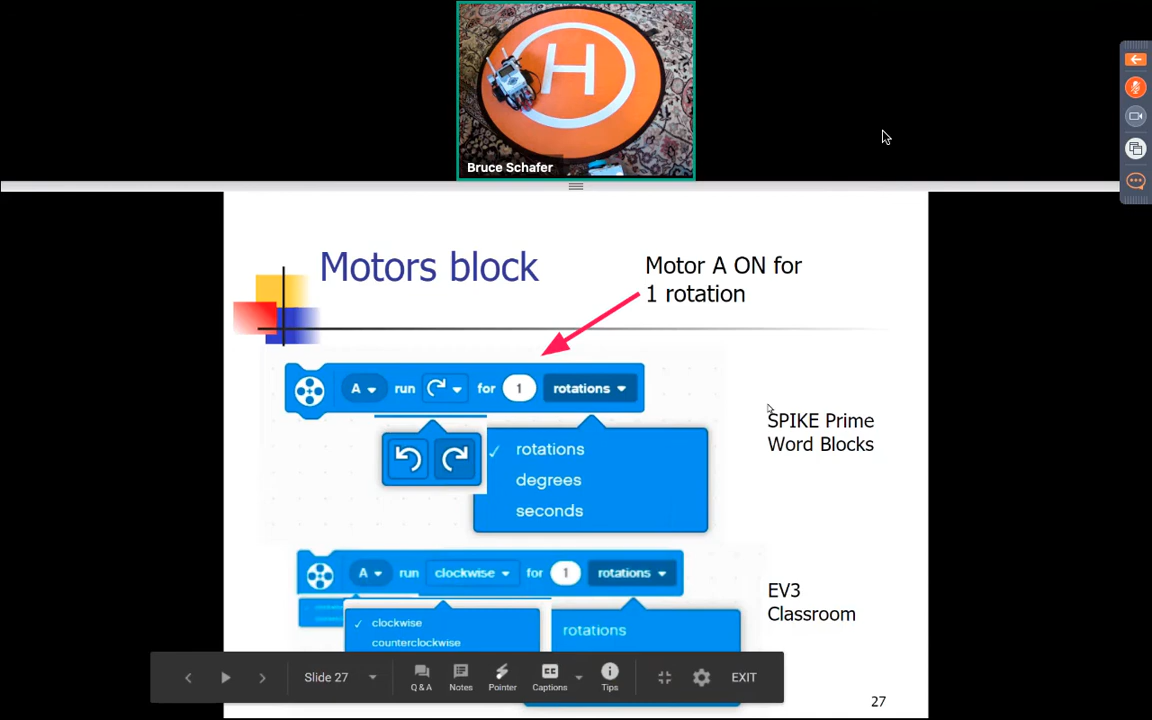 H
Bruce Schafer
Motors block
Motor A ON for
1 rotation
A run for 1 rotations
rotations
degrees
seconds
SPIKE Prime
Word Blocks
A run clockwise for 1 rotations
clockwise
counterclockwise
rotations
EV3
Classroom
Slide 27
Q & A
Notes
Pointer
CC
Captions
Tips
EXIT
27